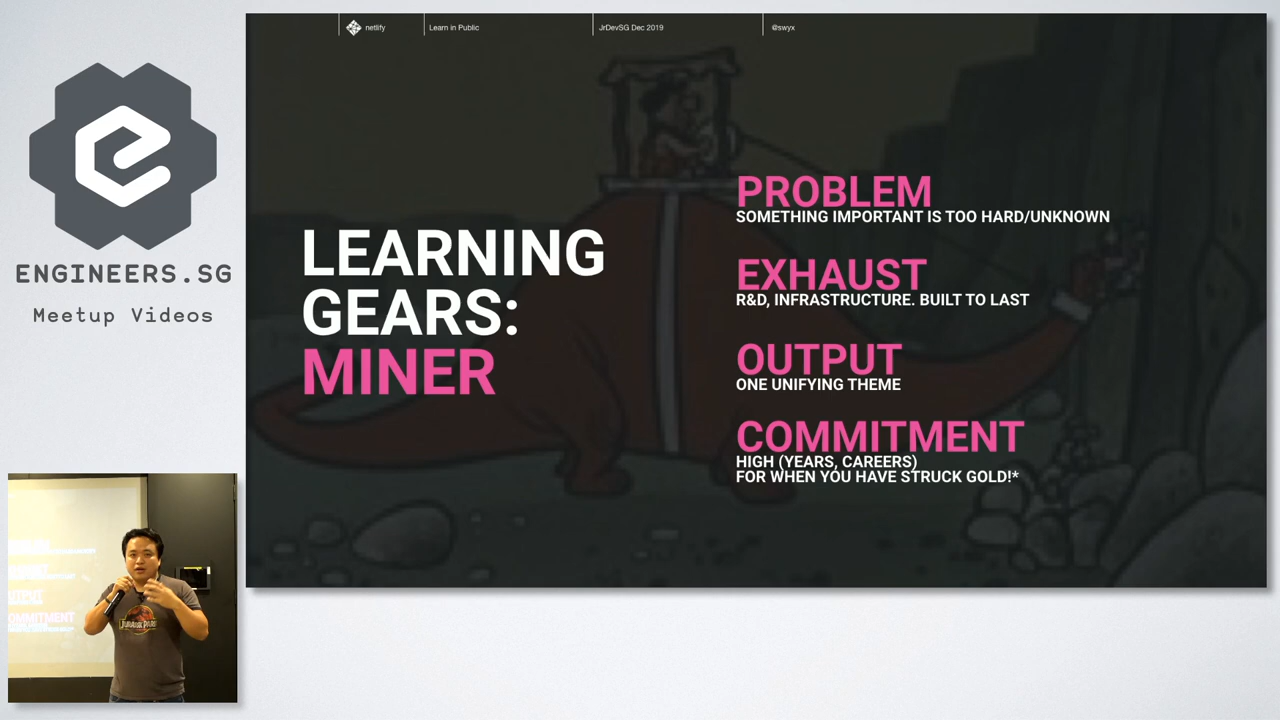 netlify
Learn in Public
JrDevSG Dec 2019
@swyx
ENGINEERS.SG
Meetup Videos
LEARNING
GEARS:
MINER
PROBLEM
SOMETHING IMPORTANT IS TOO HARD/UNKNOWN
EXHAUST
R&D, INFRASTRUCTURE. BUILT TO LAST
OUTPUT
ONE UNIFYING THEME
COMMITMENT
HIGH (YEARS, CAREERS)
FOR WHEN YOU HAVE STRUCK GOLD!*
JURASSIC PARK